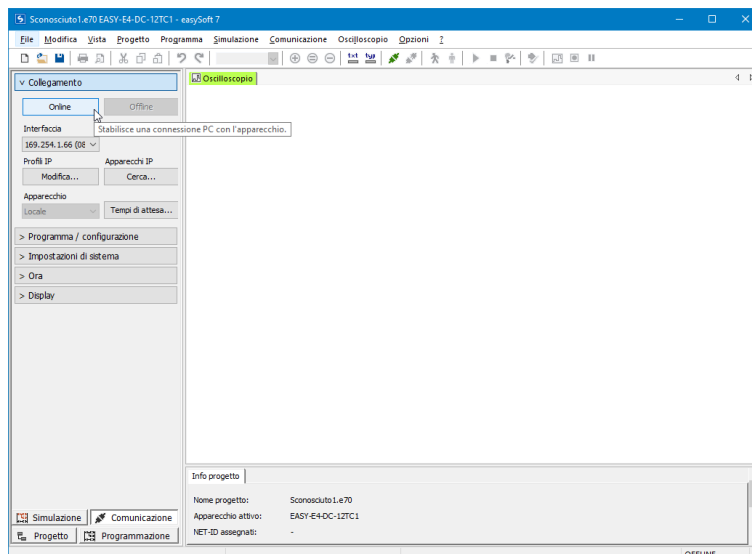 Sconosciuto1.e70 EASY-E4-DC-12TC1 - easySoft 7
File Modifica Vista Progetto Programma Simulazione Comunicazione Oscilloscopio Opzioni ?
Collegamento
Oscilloscopio
Online Offline
Stabilisce una connessione PC con l'apparecchio.
Interfaccia
169.254.1.66 (08
Profili IP Apparecchi IP
Modifica... Cerca...
Apparecchio
Locale Tempi di attesa...
> Programma / configurazione
> Impostazioni di sistema
> Ora
> Display
Info progetto
Nome progetto: Sconosciuto1.e70
Apparecchio attivo: EASY-E4-DC-12TC1
NET-ID assegnati: -
Simulazione Comunicazione
Progetto Programmazione
OFFLINE